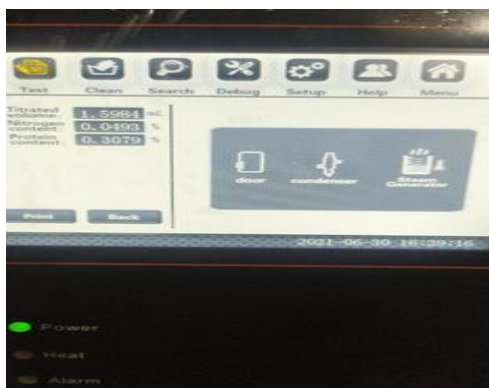 Test Clean Search Debug Setup Help Menu
Titrated
volume: 1.5984 mL
Nitrogen
content: 0.0493 %
Protein
content: 0.3079 %
door condenser Steam
Generator
Print Back
2021-06-30 16:29:16
Power
Heat
Alarm